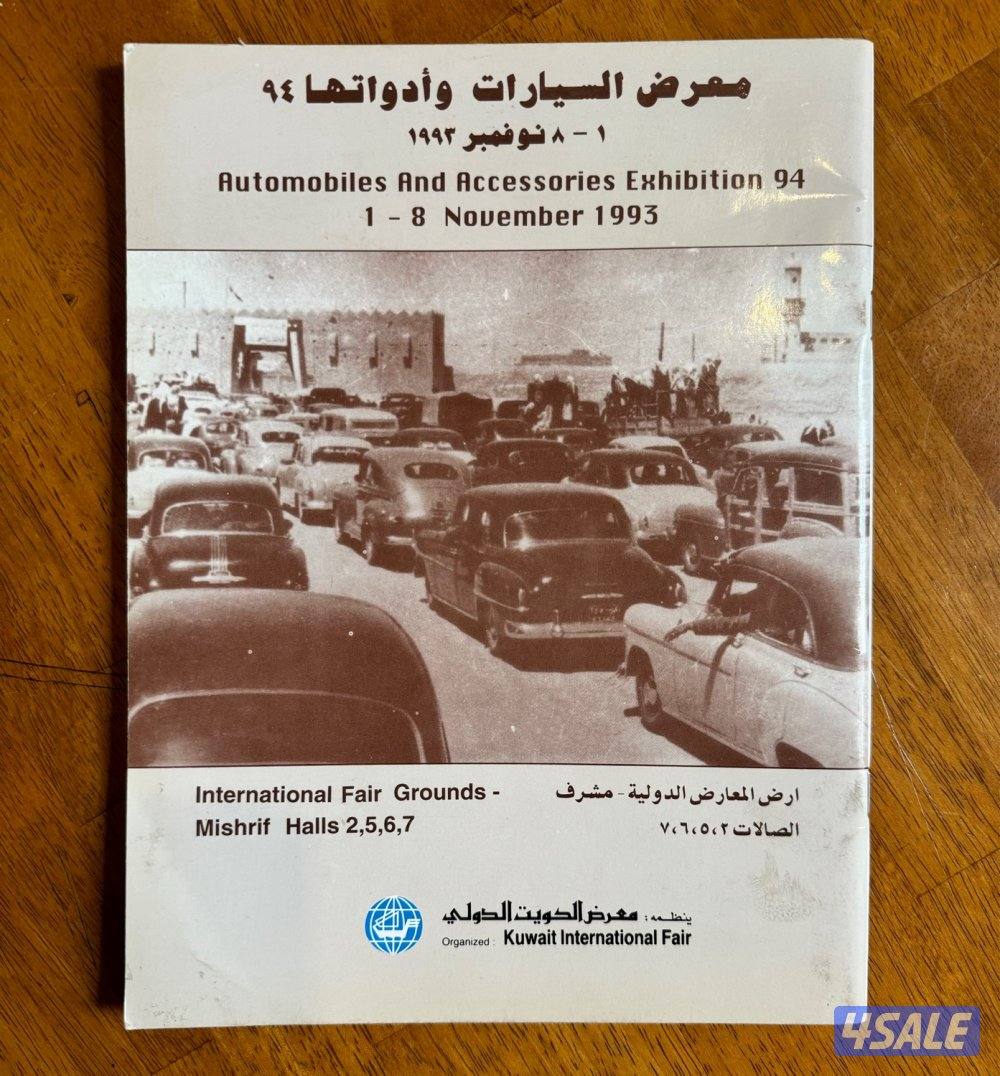 معرض السيارات وأدواتها ٩٤
١ - ٨ نوفمبر ١٩٩٣
Automobiles And Accessories Exhibition 94
1 - 8 November 1993
International Fair Grounds -
Mishrif Halls 2,5,6,7
ارض المعارض الدولية - مشرف
الصالات ٢،٥،٦،٧
ينظمه : معرض الكويت الدولي
Organized : Kuwait International Fair
4SALE